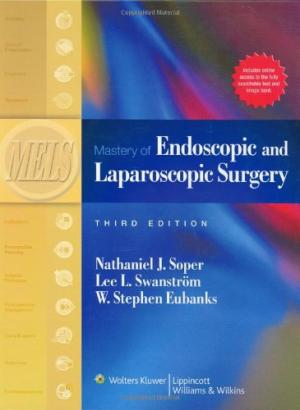 Includes online
access to the fully
searchable text and
image bank
MELS
Mastery of Endoscopic and
Laparoscopic Surgery
THIRD EDITION
Nathaniel J. Soper
Lee L. Swanström
W. Stephen Eubanks
Wolters Kluwer
Lippincott
Williams & Wilkins